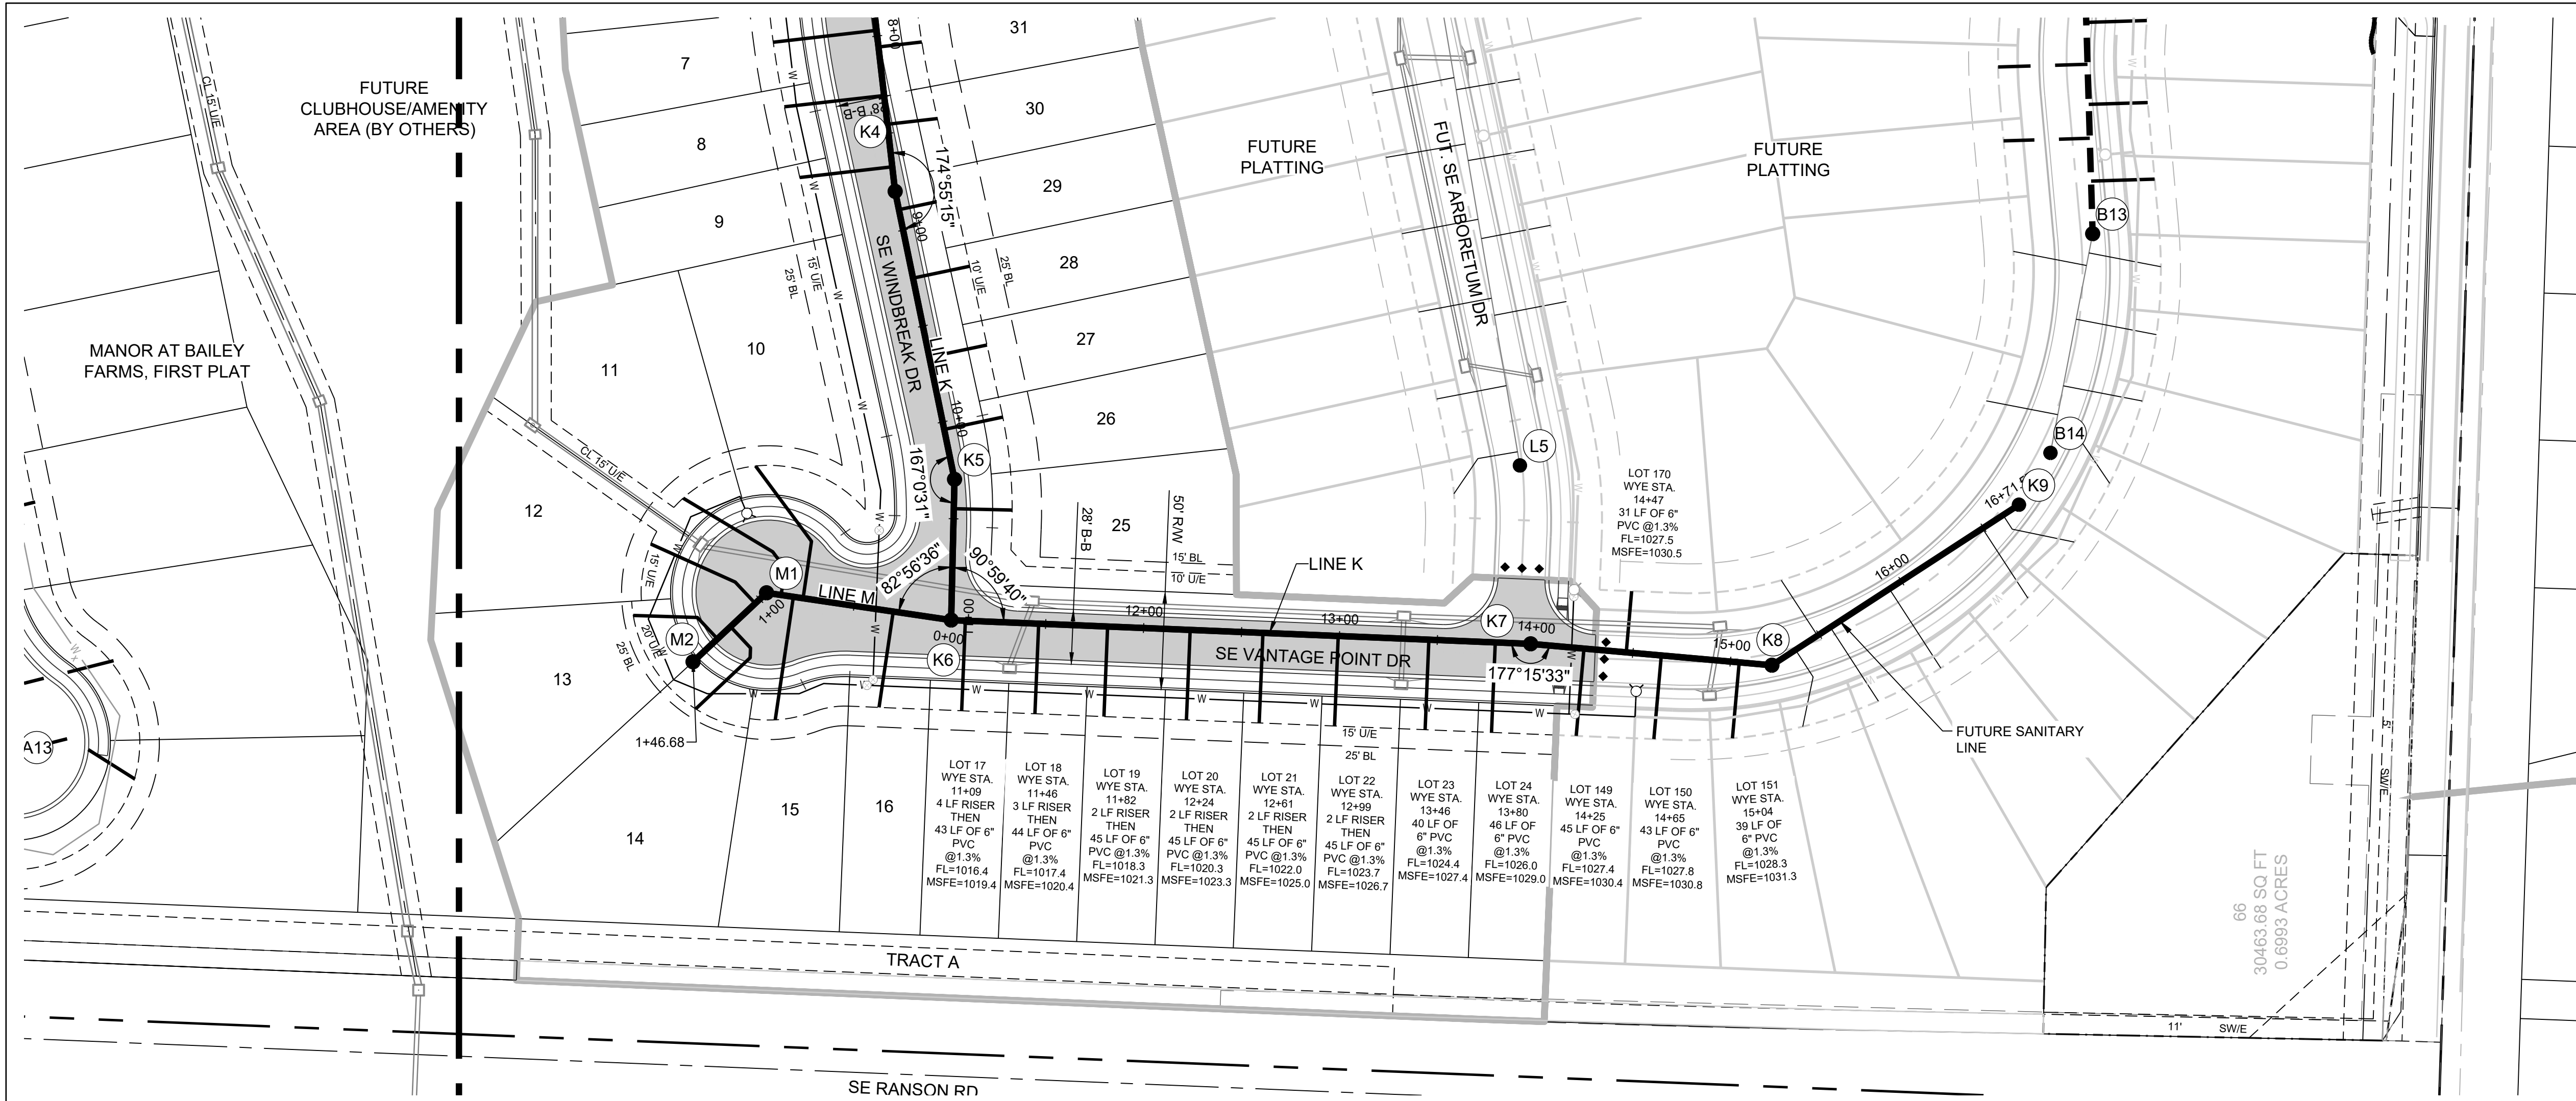 FUTURE
CLUBHOUSE/AMENITY
AREA (BY OTHERS)
CL 15' U/E
MANOR AT BAILEY
FARMS, FIRST PLAT
7
8
9
10
11
12
13
14
15
16
31
30
29
28
27
26
25
8+00
28' B-B
K4
174°55'15"
9+00
SE WINDBREAK DR
LINE K
10+00
25' BL
15' U/E
10' U/E
25' BL
167°0'31"
K5
CL 15' U/E
M1
LINE M
82°56'36"
90°59'40"
1+00
0+00
K6
M2
15' U/E
20' U/E
25' BL
1+46.68
28' B-B
50' R/W
15' BL
10' U/E
LINE K
12+00
13+00
14+00
15+00
16+00
K7
K8
K9
SE VANTAGE POINT DR
177°15'33"
FUTURE
PLATTING
FUT. SE ARBORETUM DR
FUTURE
PLATTING
L5
B13
B14
LOT 170
WYE STA.
14+47
31 LF OF 6"
PVC @1.3%
FL=1027.5
MSFE=1030.5
FUTURE SANITARY
LINE
15' U/E
25' BL
LOT 17
WYE STA.
11+09
4 LF RISER
THEN
43 LF OF 6"
PVC
@1.3%
FL=1016.4
MSFE=1019.4
LOT 18
WYE STA.
11+46
3 LF RISER
THEN
44 LF OF 6"
PVC
@1.3%
FL=1017.4
MSFE=1020.4
LOT 19
WYE STA.
11+82
2 LF RISER
THEN
45 LF OF 6"
PVC @1.3%
FL=1018.3
MSFE=1021.3
LOT 20
WYE STA.
12+24
2 LF RISER
THEN
45 LF OF 6"
PVC @1.3%
FL=1020.3
MSFE=1023.3
LOT 21
WYE STA.
12+61
2 LF RISER
THEN
45 LF OF 6"
PVC @1.3%
FL=1022.0
MSFE=1025.0
LOT 22
WYE STA.
12+99
2 LF RISER
THEN
45 LF OF 6"
PVC @1.3%
FL=1023.7
MSFE=1026.7
LOT 23
WYE STA.
13+46
40 LF OF
6" PVC
@1.3%
FL=1024.4
MSFE=1027.4
LOT 24
WYE STA.
13+80
46 LF OF
6" PVC
@1.3%
FL=1026.0
MSFE=1029.0
LOT 149
WYE STA.
14+25
45 LF OF 6"
PVC
@1.3%
FL=1027.4
MSFE=1030.4
LOT 150
WYE STA.
14+65
43 LF OF 6"
PVC
@1.3%
FL=1027.8
MSFE=1030.8
LOT 151
WYE STA.
15+04
39 LF OF
6" PVC
@1.3%
FL=1028.3
MSFE=1031.3
A13
TRACT A
SE RANSON RD
66
30463.68 SQ FT
0.69933 ACRES
5'
SW/E
11'
SW/E